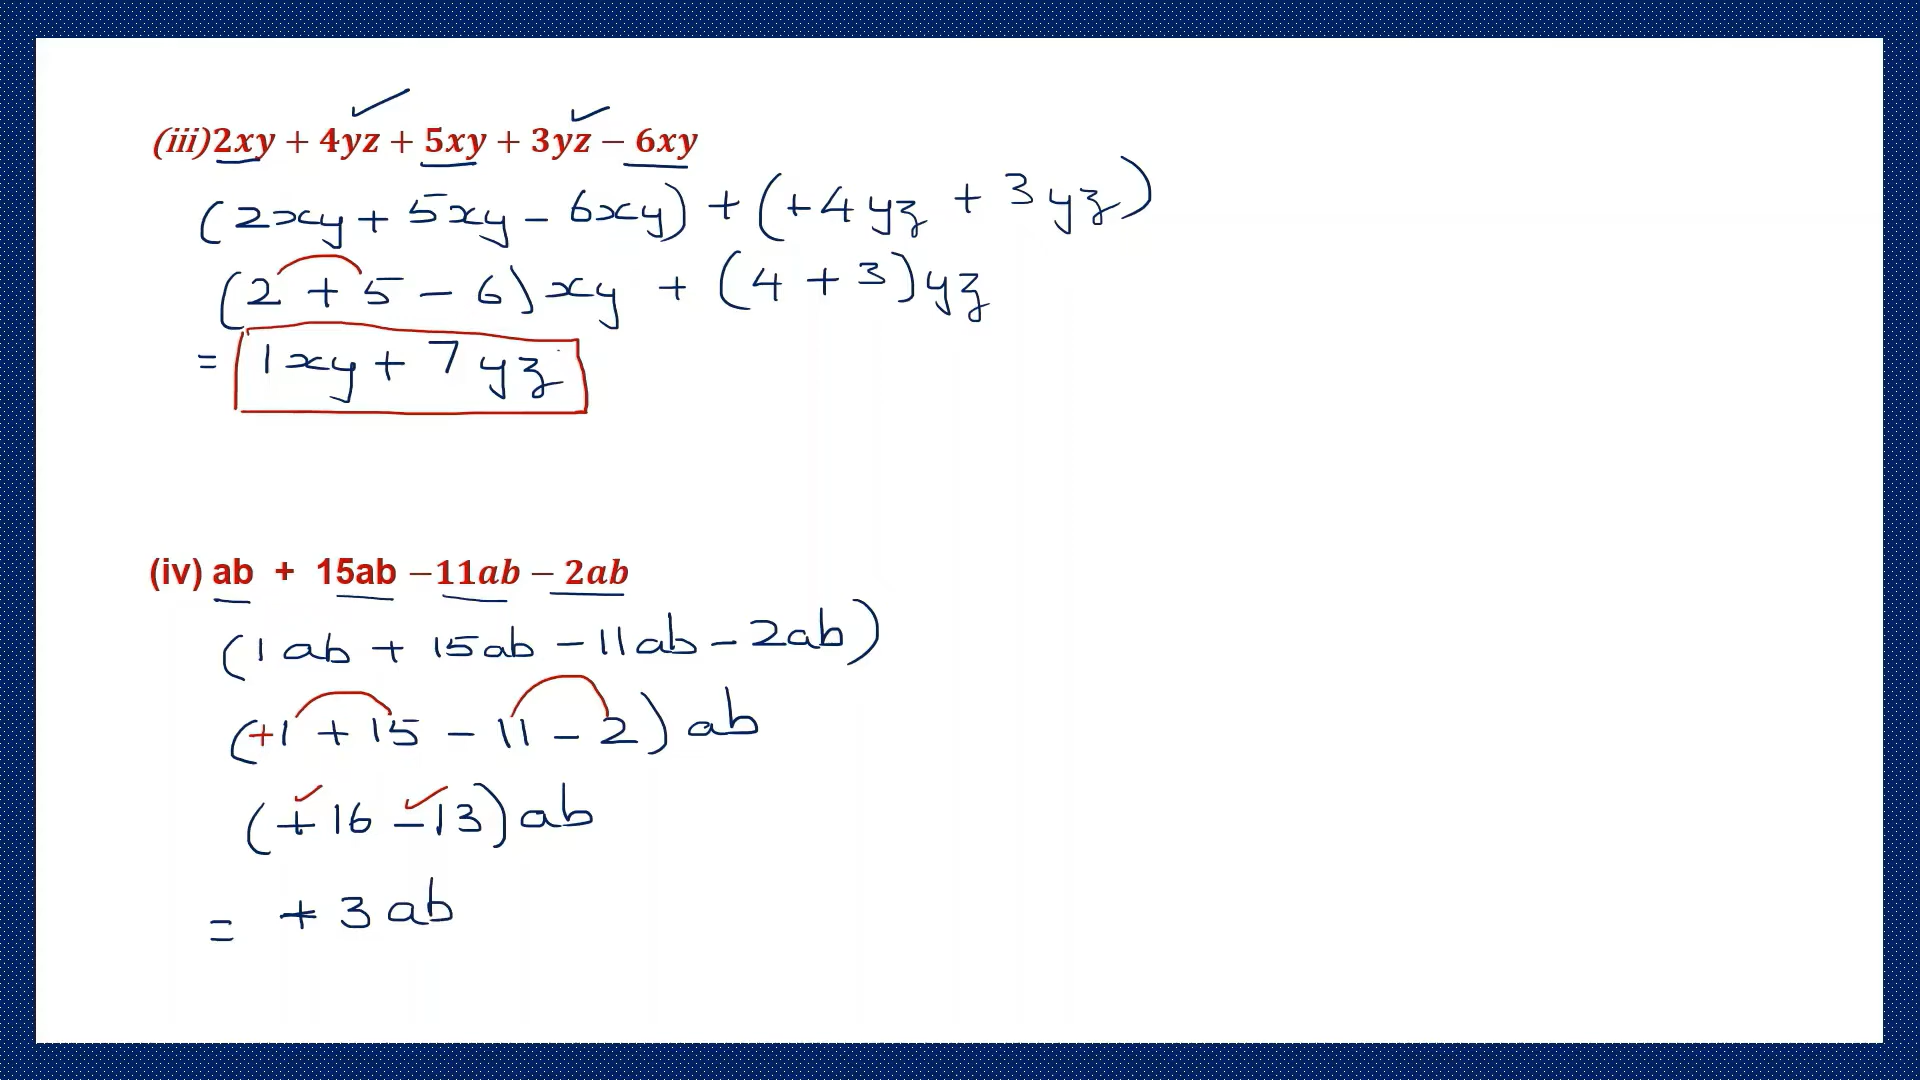 (iii)2xy + 4yz + 5xy + 3yz − 6xy
(2xy + 5xy − 6xy) + (+4yz + 3yz)
(2 + 5 − 6)xy + (4 + 3)yz
= 1xy + 7yz
(iv) ab + 15ab −11ab − 2ab
(1ab + 15ab − 11ab − 2ab)
(+1 + 15 − 11 − 2)ab
(+16 −13)ab
= +3ab